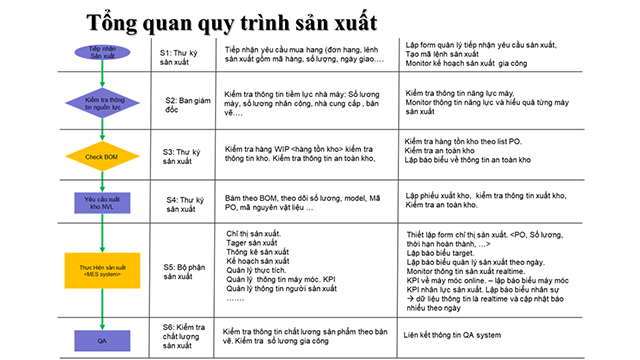 Tổng quan quy trình sản xuất
Tiếp nhận
Sản xuất
S1: Thư ký
sản xuất
Tiếp nhận yêu cầu mua hang (đơn hạng, lênh
sản xuất gồm mã hàng, số lượng, ngày giao….
Lập form quản lý tiếp nhận yêu cầu sản xuất,
Tạo mã lệnh sản xuất
Monitor kế hoạch sản xuất gia công
Kiểm tra thông
tin nguồn lực
S2: Ban giám
đốc
Kiểm tra thông tin tiềm lực nhà máy: Số lượng
máy, số lượng nhân công, nhà cung cấp , bản
vẽ….
Kiểm tra thông tin năng lực máy,
Monitor thông tin năng lực và hiểu quả từng máy
sản xuất
Check BOM
S3: Thư ký
sản xuất
Kiểm tra hàng WIP <hàng tồn kho> kiểm tra
thông tin kho. Kiểm tra thông tin an toàn kho,
Kiểm tra hàng tồn kho theo list PO.
Kiểm tra an toàn kho
Lập báo biểu về thông tin an toàn kho
Yêu cầu xuất
kho NVL
S4: Thư ký
sản xuất
Bám theo BOM, theo dõi số lượng, model, Mã
PO, mã nguyên vật liệu …
Lập phiếu xuất kho, kiểm tra thông tin xuất kho,
Kiểm tra an toàn kho.
Thực Hiện sản xuất
<MES system>
S5: Bộ phận
sản xuất
Chỉ thị sản xuất.
Tager sản xuất
Thống kê sản xuất
Kế hoạch sản xuất
Quản lý thực tích.
Quản lý thông tin máy móc. KPI
Quản lý thông tin người sản xuất
…….
Thiết lập form chỉ thị sản xuất. <PO, Số lượng,
thời hạn hoàn thành, …>
Lập báo biểu target.
Lập báo biểu quản lý sản xuất theo ngày.
Monitor thông tin sản xuất realtime.
KPI về máy móc online. – lập báo biểu máy móc
KPI nhân lực sản xuất. Lập báo biểu nhân sự
→ dữ liệu thông tin là realtime và cập nhật báo
nhiều theo ngày
QA
S6: Kiểm tra
chất lượng
sản xuất
Kiểm tra thông tin chất lượng sản phẩm theo bản
vẽ. Kiểm tra số lượng gia công
Liên kết thông tin QA system